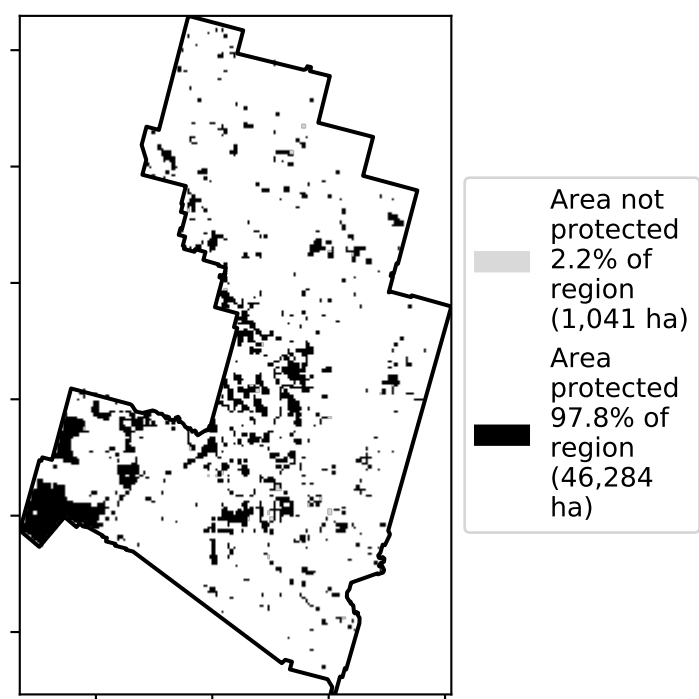 Area not
protected
2.2% of
region
(1,041 ha)
Area
protected
97.8% of
region
(46,284
ha)